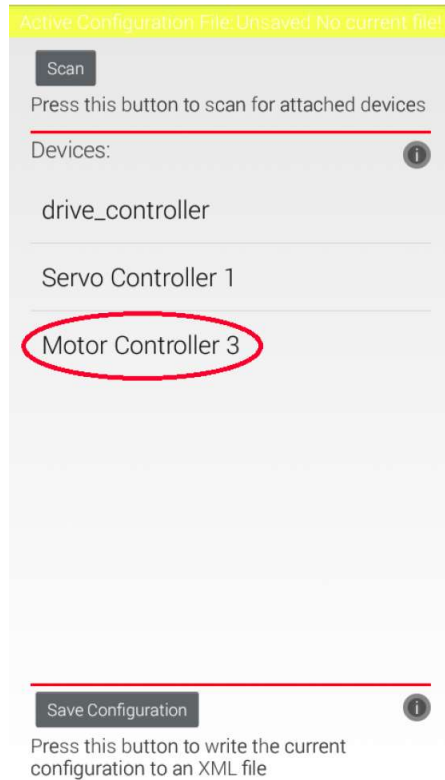 Active Configuration File: Unsaved No current file!
Scan
Press this button to scan for attached devices
Devices:
drive_controller
Servo Controller 1
Motor Controller 3
Save Configuration
Press this button to write the current
configuration to an XML file